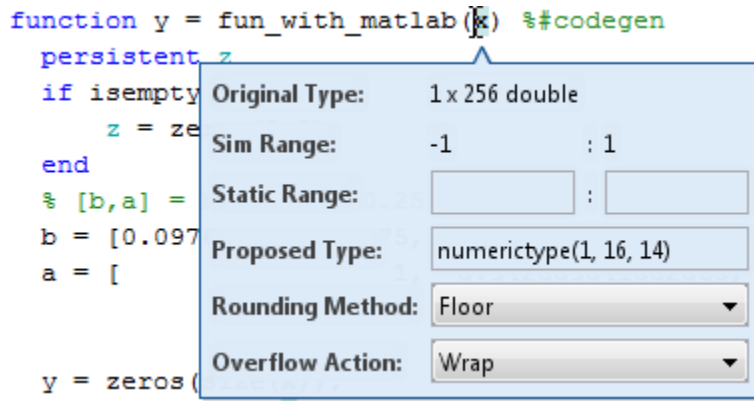 function y = fun_with_matlab(x) %#codegen
persistent z
if isempty
Original Type: 1 x 256 double
z = ze
Sim Range: -1 : 1
end
Static Range: :
% [b,a] =
b = [0.097
Proposed Type: numerictype(1, 16, 14)
a = [
Rounding Method: Floor
Overflow Action: Wrap
y = zeros(size(x));